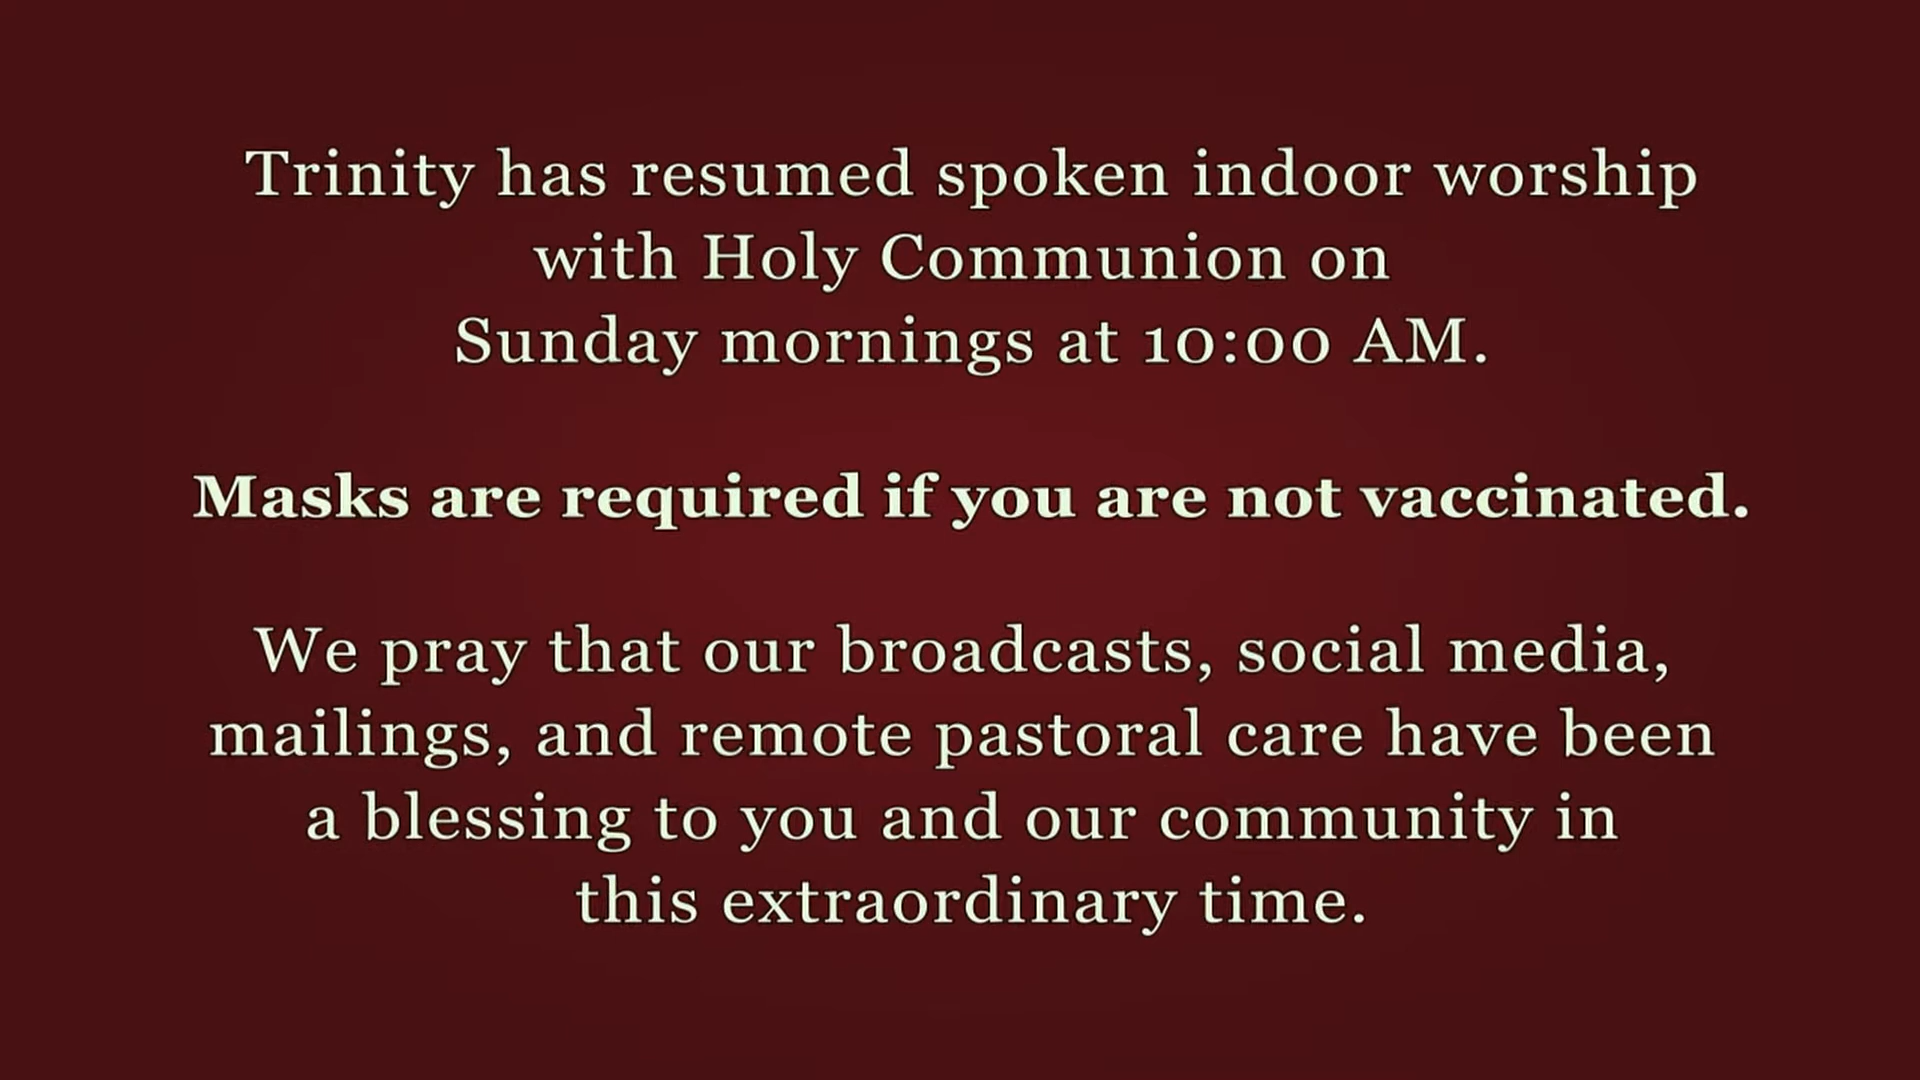 Trinity has resumed spoken indoor worship
with Holy Communion on
Sunday mornings at 10:00 AM.
Masks are required if you are not vaccinated.
We pray that our broadcasts, social media,
mailings, and remote pastoral care have been
a blessing to you and our community in
this extraordinary time.